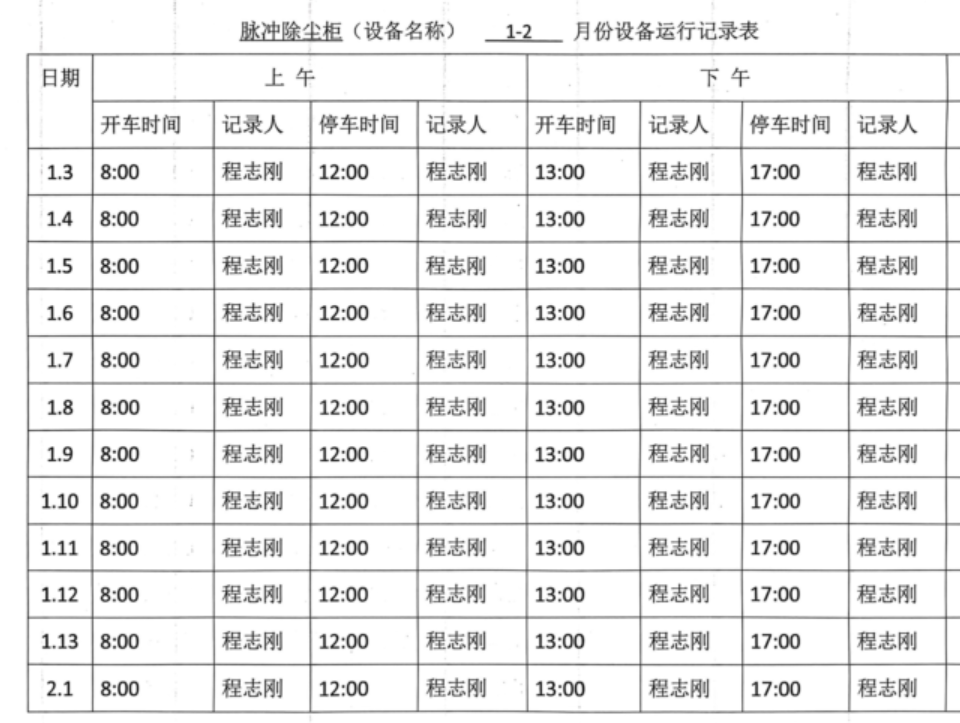 脉冲除尘柜（设备名称） 1-2 月份设备运行记录表
日期 上 午 下 午
开车时间 记录人 停车时间 记录人 开车时间 记录人 停车时间 记录人
1.3 8:00 程志刚 12:00 程志刚 13:00 程志刚 17:00 程志刚
1.4 8:00 程志刚 12:00 程志刚 13:00 程志刚 17:00 程志刚
1.5 8:00 程志刚 12:00 程志刚 13:00 程志刚 17:00 程志刚
1.6 8:00 程志刚 12:00 程志刚 13:00 程志刚 17:00 程志刚
1.7 8:00 程志刚 12:00 程志刚 13:00 程志刚 17:00 程志刚
1.8 8:00 程志刚 12:00 程志刚 13:00 程志刚 17:00 程志刚
1.9 8:00 程志刚 12:00 程志刚 13:00 程志刚 17:00 程志刚
1.10 8:00 程志刚 12:00 程志刚 13:00 程志刚 17:00 程志刚
1.11 8:00 程志刚 12:00 程志刚 13:00 程志刚 17:00 程志刚
1.12 8:00 程志刚 12:00 程志刚 13:00 程志刚 17:00 程志刚
1.13 8:00 程志刚 12:00 程志刚 13:00 程志刚 17:00 程志刚
2.1 8:00 程志刚 12:00 程志刚 13:00 程志刚 17:00 程志刚